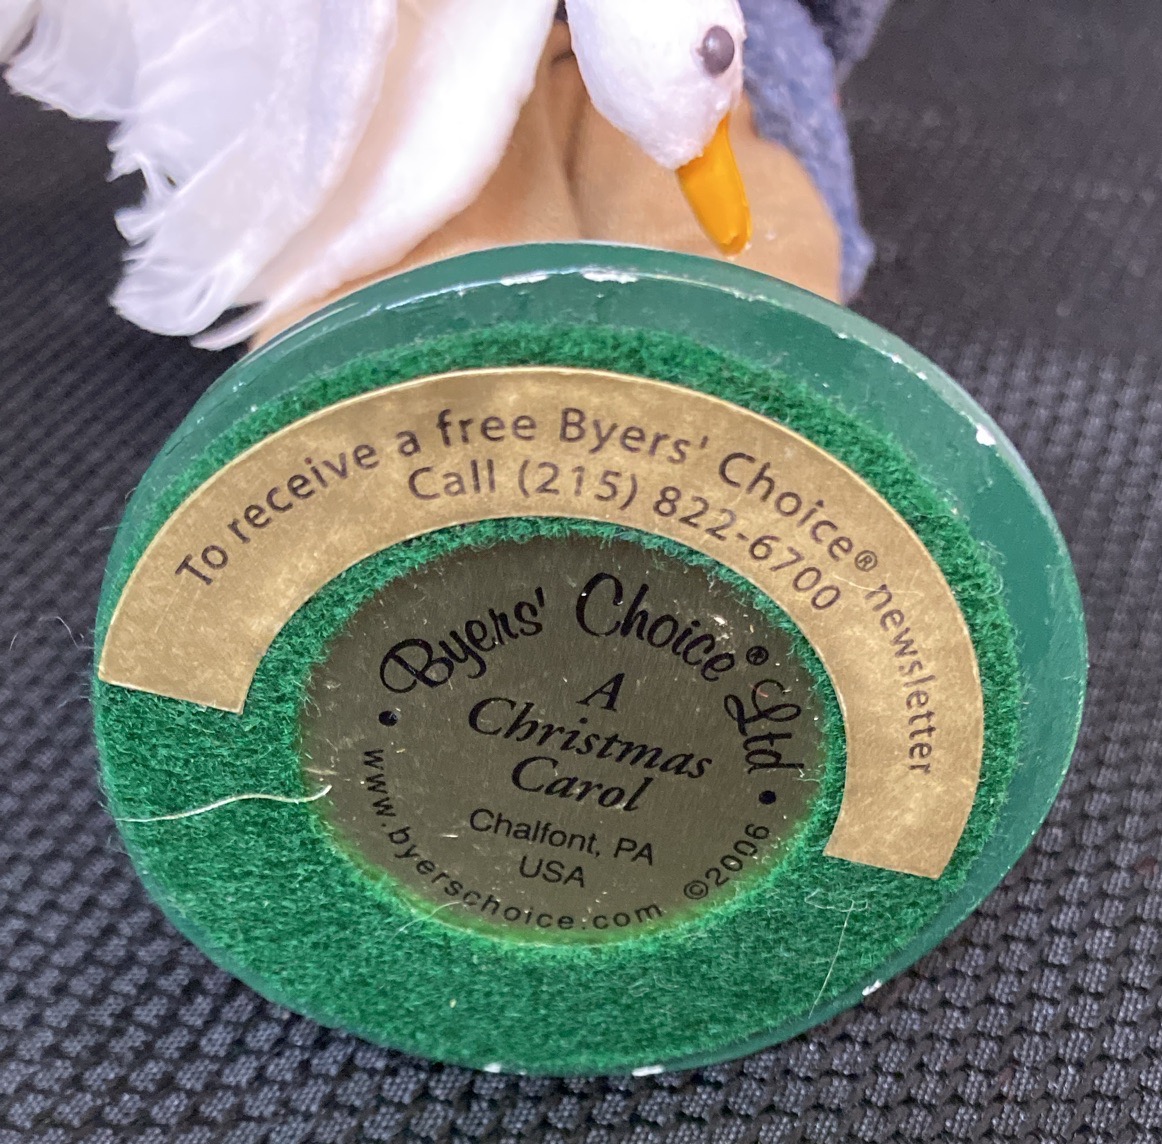 To receive a free Byers' Choice® newsletter
Call (215) 822-6700
Byers' Choice® Ltd
A
Christmas
Carol
Chalfont, PA
USA
• www.byerschoice.com ©2006 •